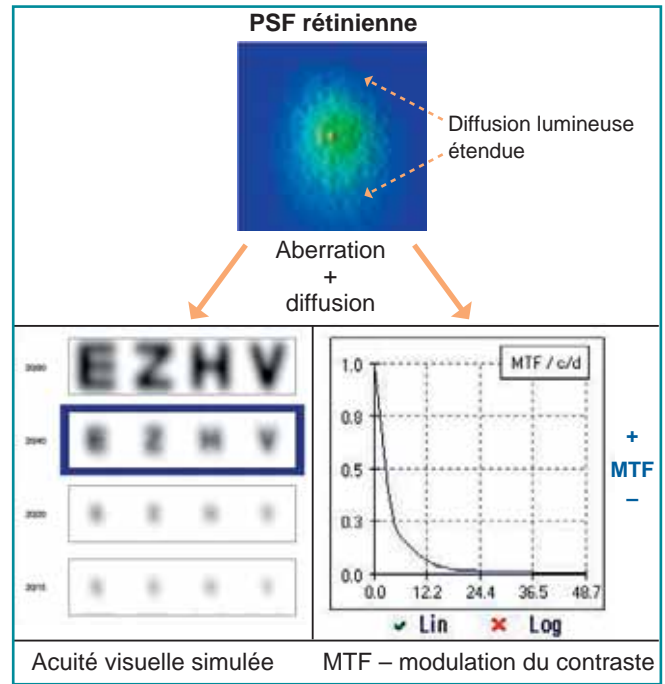 PSF rétinienne
Diffusion lumineuse
étendue
Aberration
+
diffusion
E Z H V
E Z H V
MTF / c/d
1.0
0.8
0.5
0.3
0.0
0.0 12.2 24.4 36.5 48.7
Lin Log
+
MTF
–
Acuité visuelle simulée
MTF – modulation du contraste